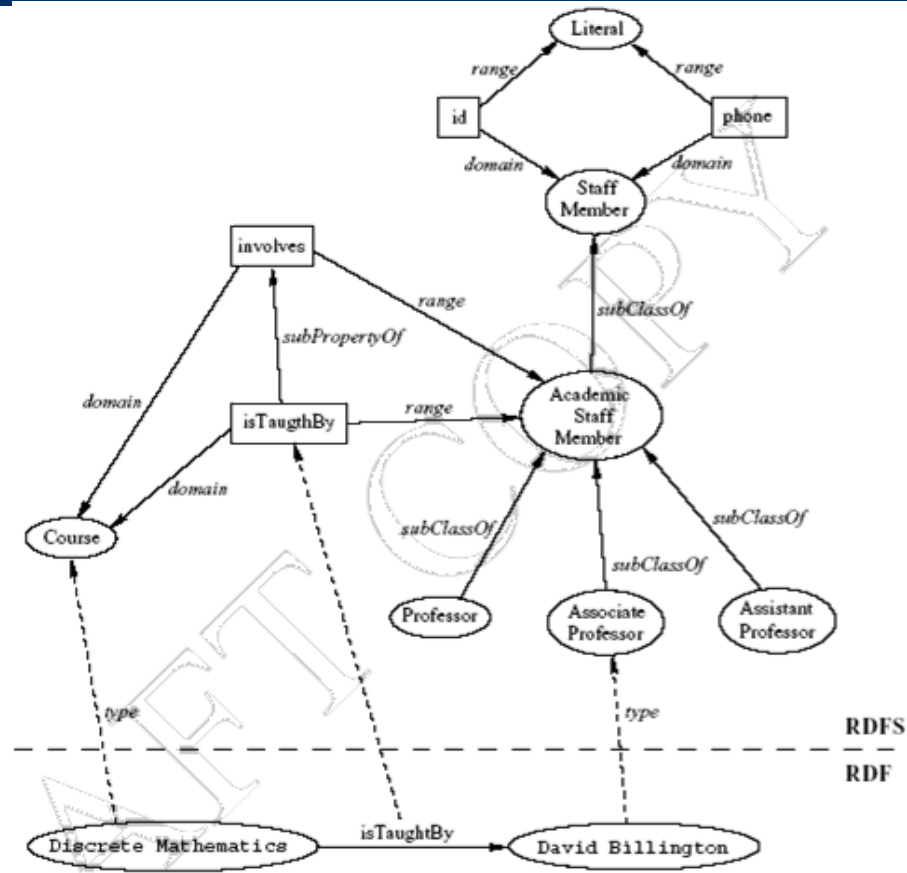 Literal
range
range
id
phone
domain
domain
Staff
Member
involves
range
subClassOf
subPropertyOf
domain
isTaugthBy
range
Academic
Staff
Member
domain
Course
subClassOf
subClassOf
subClassOf
Professor
Associate
Professor
Assistant
Professor
type
type
RDFS
RDF
Discrete Mathematics
isTaughtBy
David Billington
AFT COPY